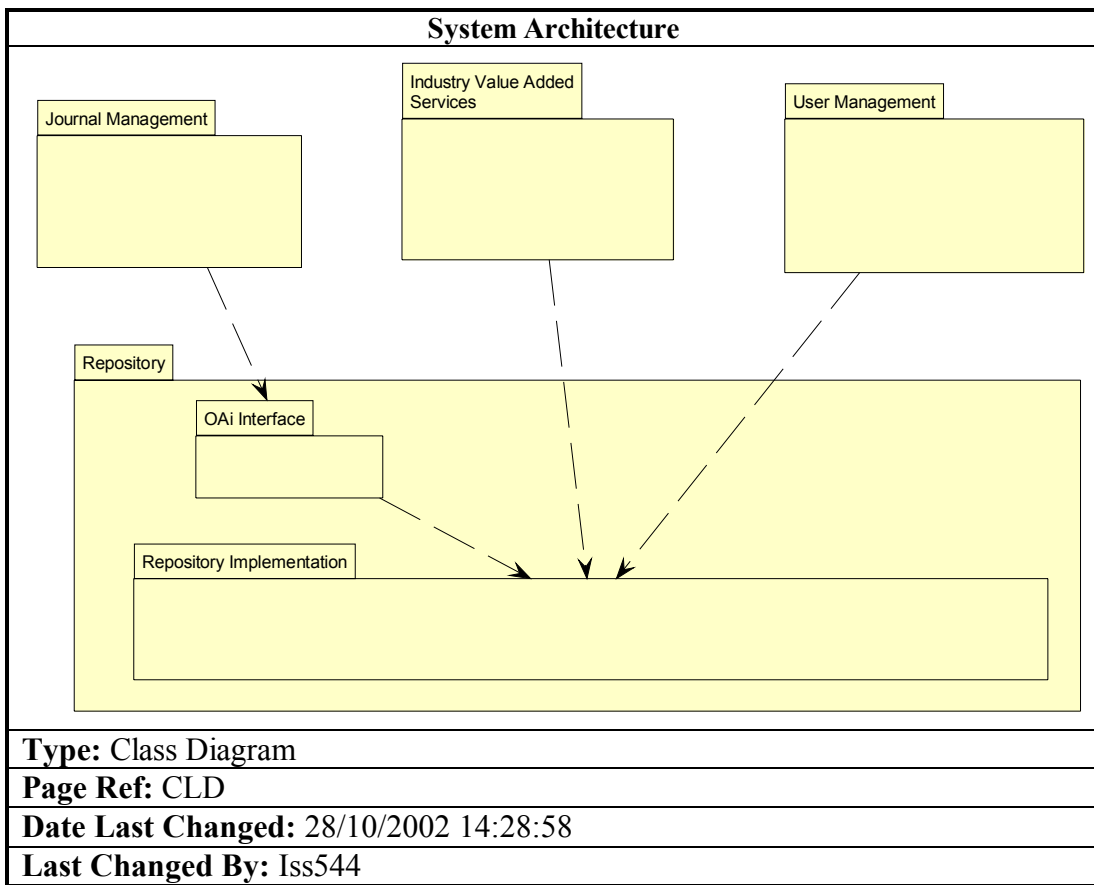 System Architecture
Industry Value Added
Services
Journal Management
User Management
Repository
OAi Interface
Repository Implementation
Type: Class Diagram
Page Ref: CLD
Date Last Changed: 28/10/2002 14:28:58
Last Changed By: Iss544